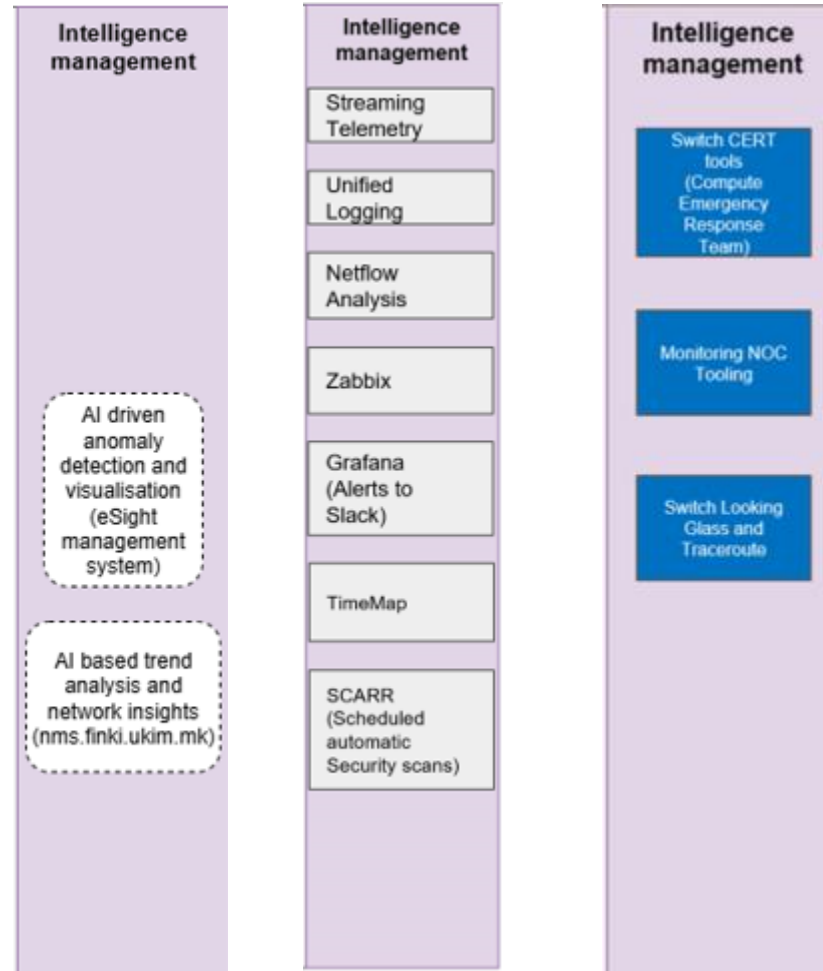 Intelligence
management
AI driven
anomaly
detection and
visualisation
(eSight
management
system)
AI based trend
analysis and
network insights
(nms.finki.ukim.mk)
Intelligence
management
Streaming
Telemetry
Unified
Logging
Netflow
Analysis
Zabbix
Grafana
(Alerts to
Slack)
TimeMap
SCARR
(Scheduled
automatic
Security scans)
Intelligence
management
Switch CERT
tools
(Compute
Emergency
Response
Team)
Monitoring NOC
Tooling
Switch Looking
Glass and
Traceroute